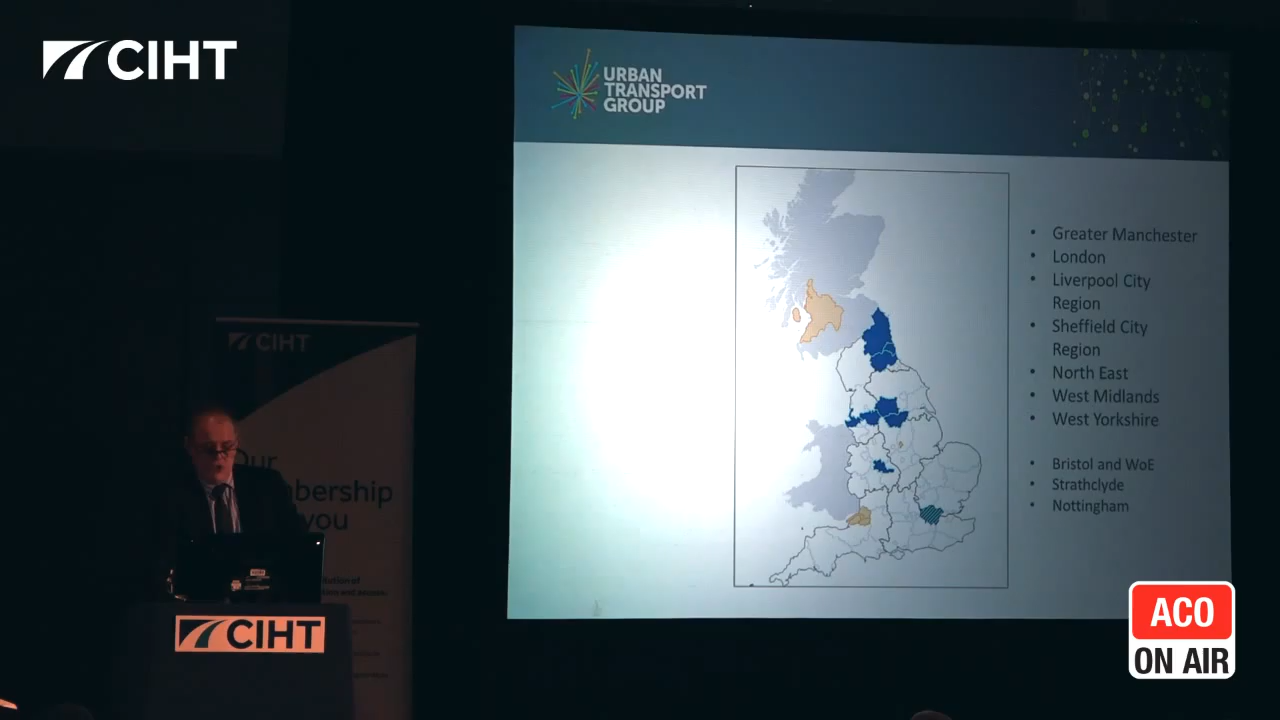 CIHT
URBAN
TRANSPORT
GROUP
• Greater Manchester
• London
• Liverpool City
Region
• Sheffield City
Region
• North East
• West Midlands
• West Yorkshire
• Bristol and WoE
• Strathclyde
• Nottingham
CIHT
Our
bership
you
CIHT
ACO
ON AIR